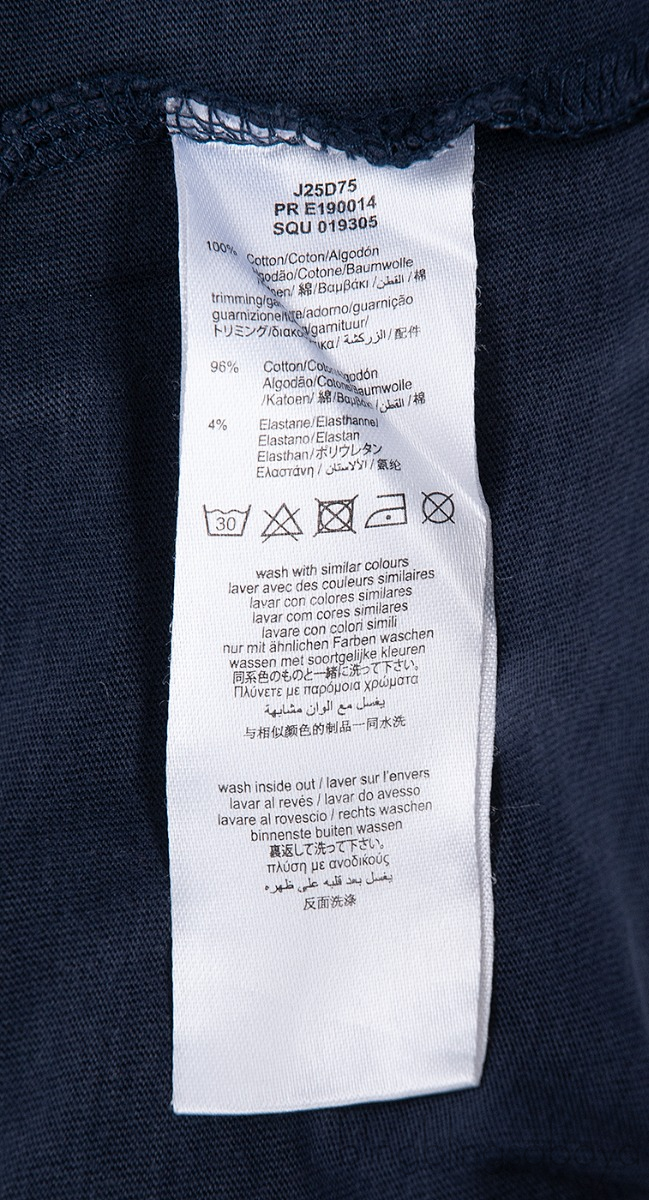 J25D75
PR E190014
SQU 019305
100% Cotton/Coton/Algodón
/Cotone/Baumwolle
/ 綿/Βαμβάκι /القطن / 棉
/adorno/guarnição
トリミング/garnituur/
/ الزركشة / 配件
96% Cotton/
Algodão/
/Katoen/ 綿/القطن / 棉
4% Elastane/Elasthannel
Elastano/Elastan
Elasthan/ポリウレタン
Ελαστάνη / الالاستان / 氨纶
30
wash with similar colours
laver avec des couleurs similaires
lavar con colores similares
lavar com cores similares
lavare con colori simili
nur mit ähnlichen Farben waschen
wassen met soortgelijke kleuren
同系色のものと一緒に洗って下さい。
Πλύνετε με παρόμοια χρώματα
يغسل مع الوان مشابهة
与相似颜色的制品一同水洗
wash inside out / laver sur l'envers
lavar al revés / lavar do avesso
lavare al rovescio / rechts waschen
binnenste buiten wassen
裏返して洗って下さい。
πλύση με ανοδικούς
يغسل بعد قلبه على ظهره
反面洗涤